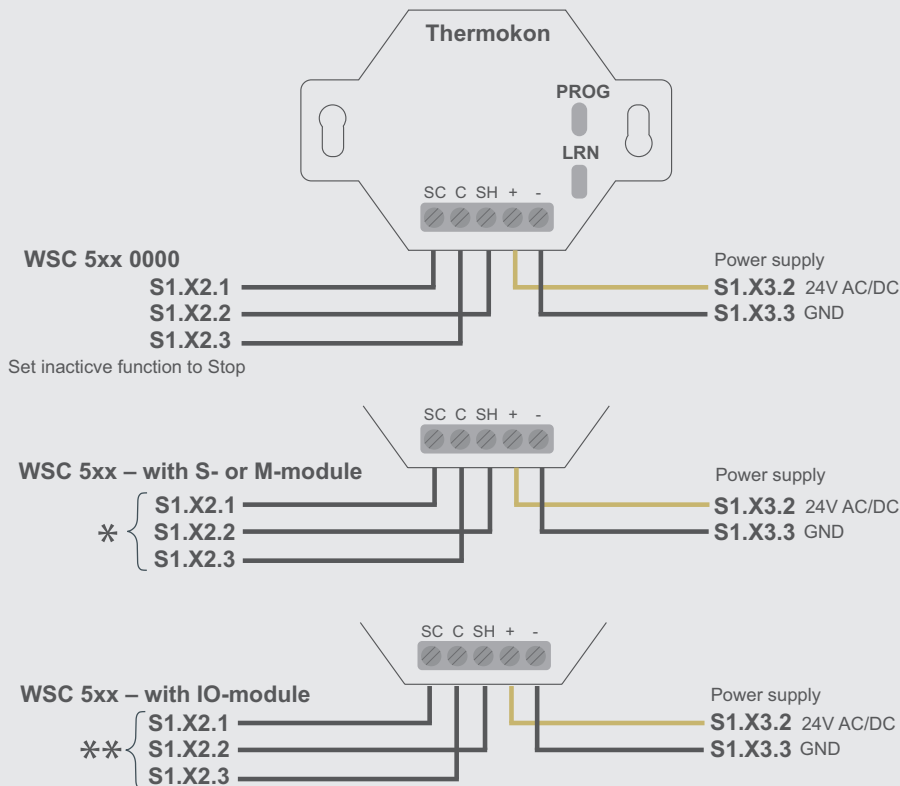 Thermokon
PROG
LRN
SC C SH + -
WSC 5xx 0000
Power supply
S1.X2.1
S1.X3.2 24V AC/DC
S1.X2.2
S1.X3.3 GND
S1.X2.3
Set inacticve function to Stop
SC C SH + -
WSC 5xx – with S- or M-module
Power supply
* S1.X2.1
S1.X3.2 24V AC/DC
S1.X2.2
S1.X3.3 GND
S1.X2.3
SC C SH + -
WSC 5xx – with IO-module
Power supply
** S1.X2.1
S1.X3.2 24V AC/DC
S1.X2.2
S1.X3.3 GND
S1.X2.3